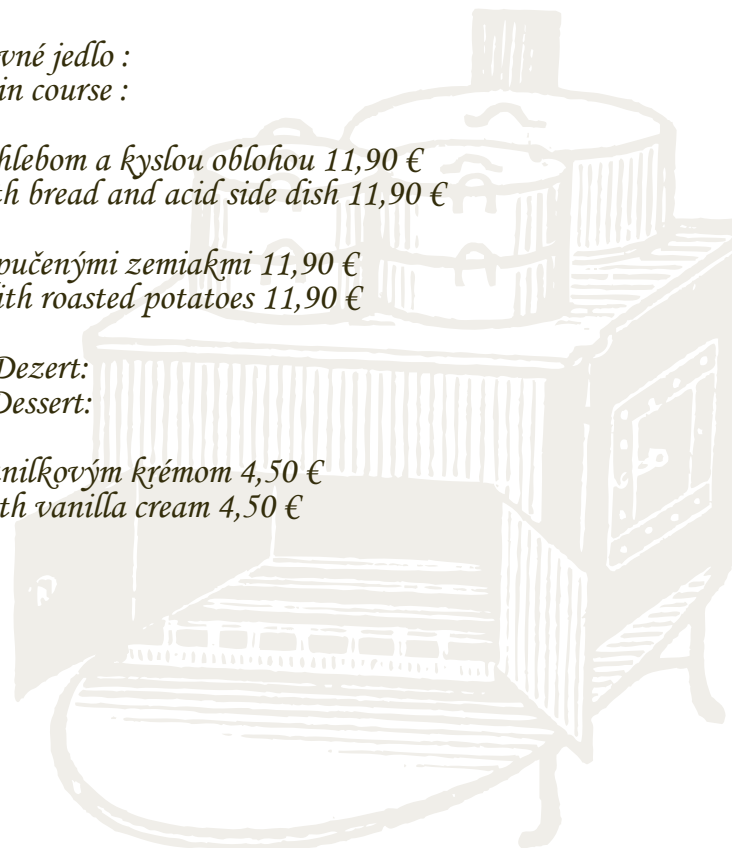 vné jedlo :
in course :
hlebom a kyslou oblohou 11,90 €
th bread and acid side dish 11,90 €
pučenými zemiakmi 11,90 €
ith roasted potatoes 11,90 €
Dezert:
Dessert:
nilkovým krémom 4,50 €
th vanilla cream 4,50 €